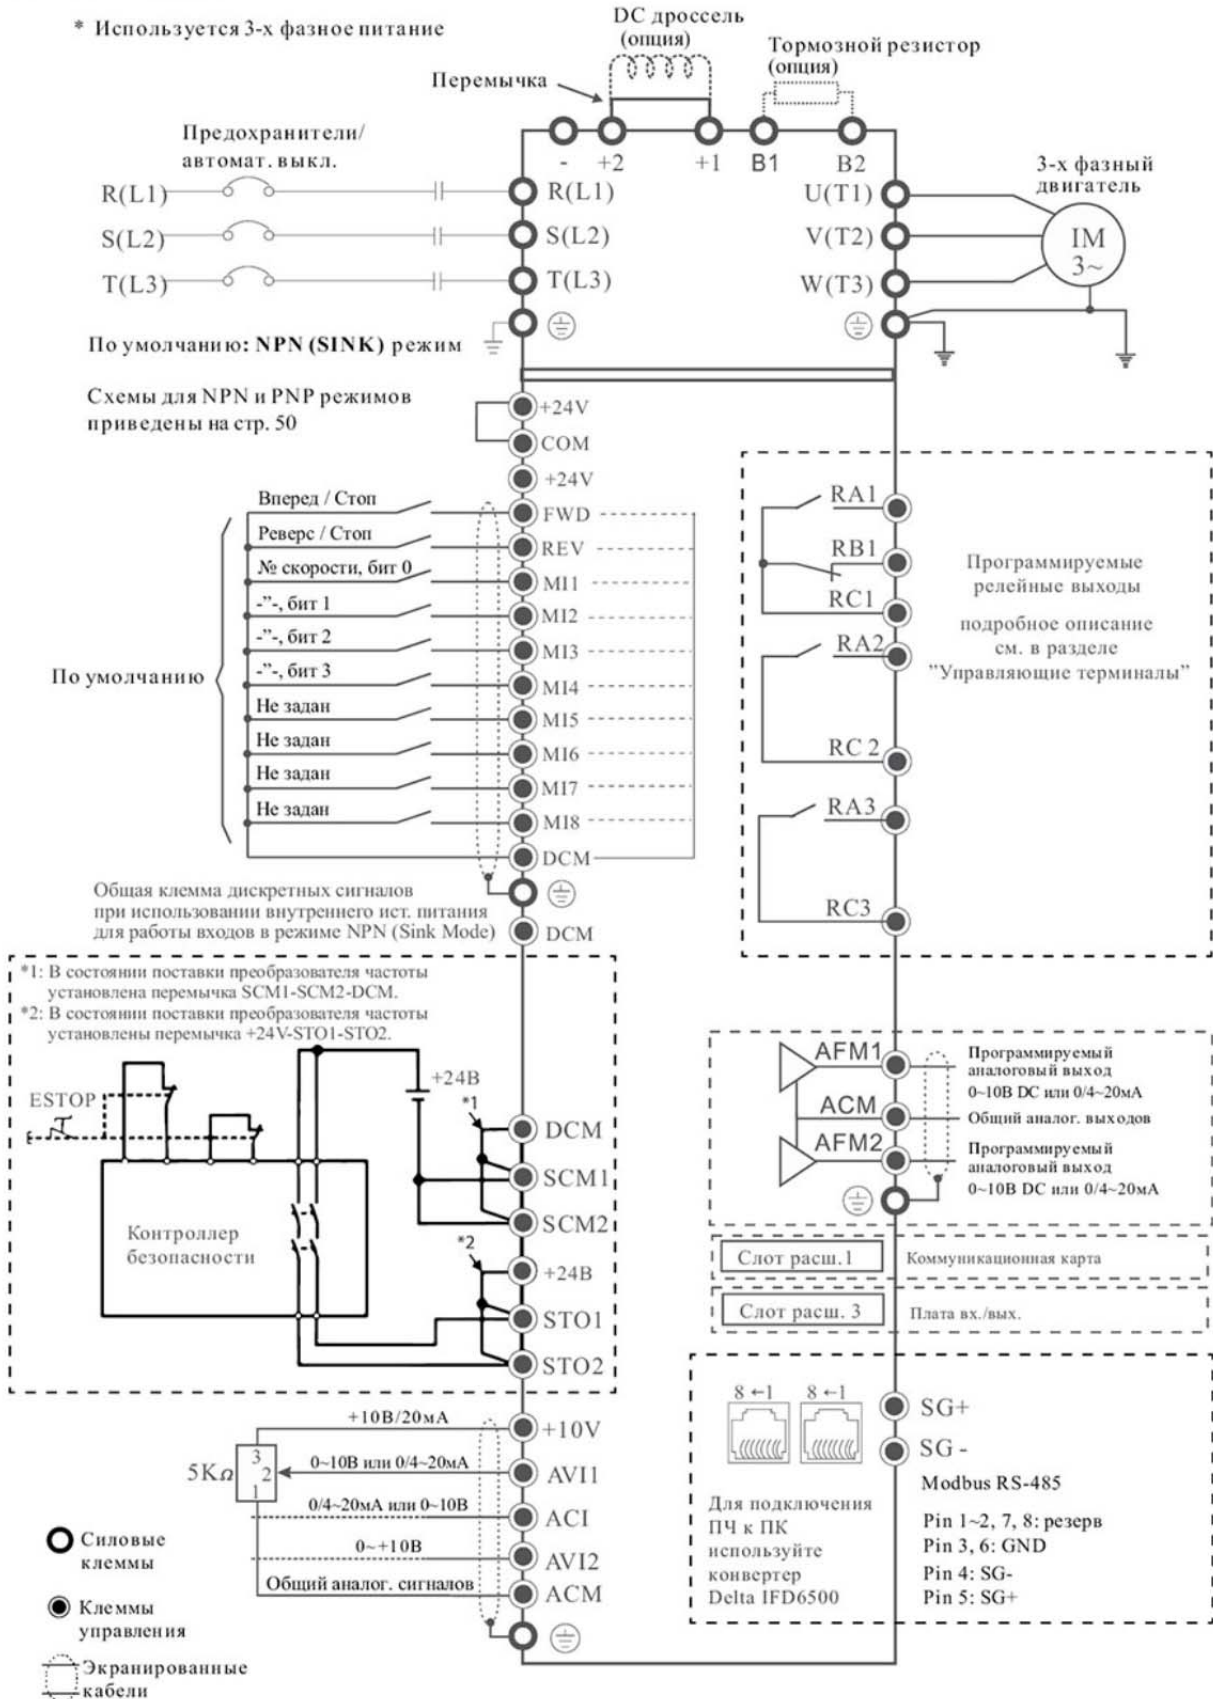 * Используется 3-х фазное питание
DC дроссель
(опция)
Тормозной резистор
(опция)
Перемычка
Предохранители/
автомат. выкл.
-
+2
+1
B1
B2
3-х фазный
двигатель
R(L1)
R(L1)
U(T1)
S(L2)
S(L2)
V(T2)
IM
3~
T(L3)
T(L3)
W(T3)
По умолчанию: NPN (SINK) режим
Схемы для NPN и PNP режимов
приведены на стр. 50
+24V
COM
+24V
Вперед / Стоп
FWD
Реверс / Стоп
REV
№ скорости, бит 0
MI1
-”-, бит 1
MI2
-”-, бит 2
MI3
-”-, бит 3
MI4
По умолчанию
Не задан
MI5
Не задан
MI6
Не задан
MI7
Не задан
MI8
DCM
Общая клемма дискретных сигналов
при использовании внутреннего ист. питания
для работы входов в режиме NPN (Sink Mode)
DCM
RA1
RB1
RC1
RA2
RC 2
RA3
RC3
Программируемые
релейные выходы
подробное описание
см. в разделе
”Управляющие терминалы”
*1: В состоянии поставки преобразователя частоты
установлена перемычка SCM1-SCM2-DCM.
*2: В состоянии поставки преобразователя частоты
установлены перемычка +24V-STO1-STO2.
ESTOP
+24В
*1
DCM
SCM1
SCM2
Контроллер
безопасности
*2
+24В
STO1
STO2
AFM1
Программируемый
аналоговый выход
0~10В DC или 0/4~20мА
ACM
Общий аналог. выходов
AFM2
Программируемый
аналоговый выход
0~10В DC или 0/4~20мА
Слот расш.1
Коммуникационная карта
Слот расш. 3
Плата вх./вых.
8 ←1
8 ←1
SG+
SG -
Modbus RS-485
Для подключения
ПЧ к ПК
используйте
конвертер
Delta IFD6500
Pin 1~2, 7, 8: резерв
Pin 3, 6: GND
Pin 4: SG-
Pin 5: SG+
+10В/20мА
+10V
5KΩ
3
2
1
0~10В или 0/4~20мА
AVI1
0/4~20мА или 0~10В
ACI
0~+10В
AVI2
Общий аналог. сигналов
ACM
Силовые
клеммы
Клеммы
управления
Экранированные
кабели